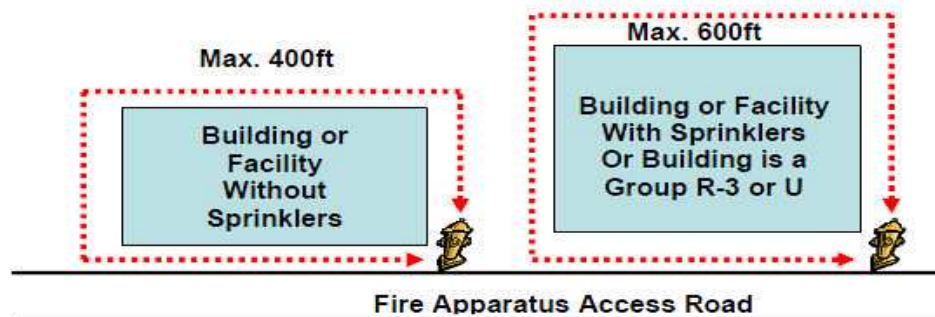 Max. 400ft
Building or
Facility
Without
Sprinklers
Max. 600ft
Building or Facility
With Sprinklers
Or Building is a
Group R-3 or U
Fire Apparatus Access Road